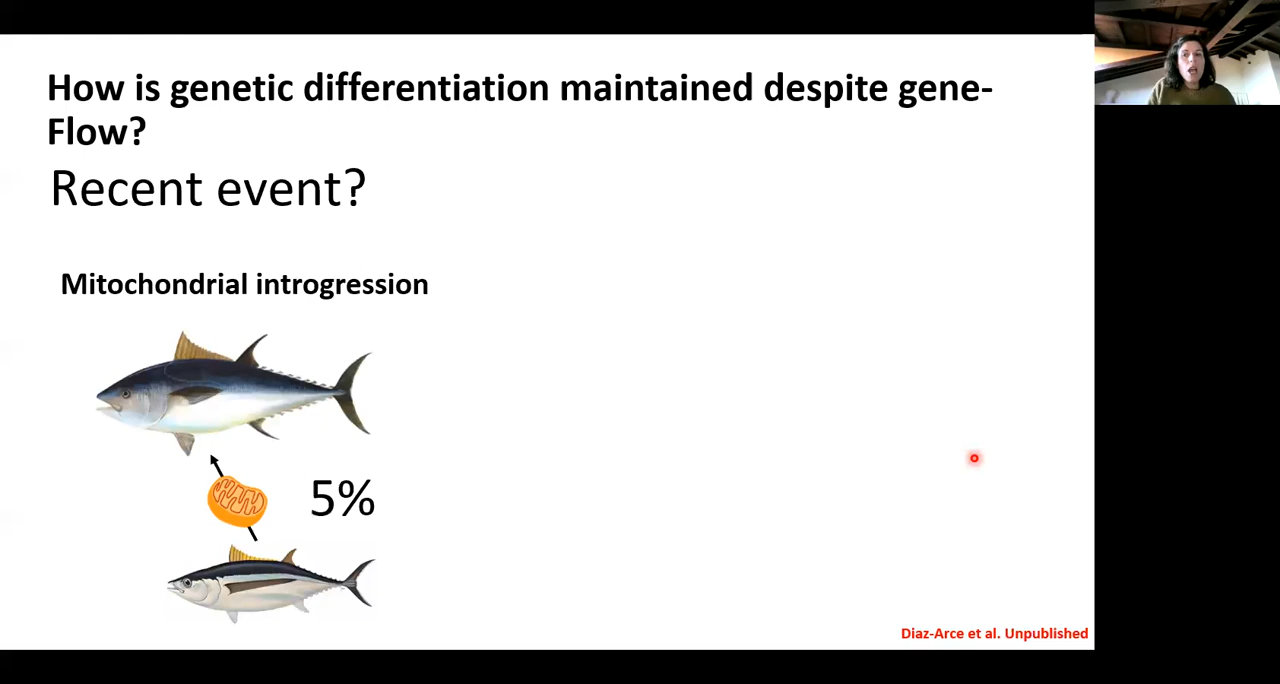 How is genetic differentiation maintained despite gene-
Flow?
Recent event?
Mitochondrial introgression
5%
Diaz-Arce et al. Unpublished